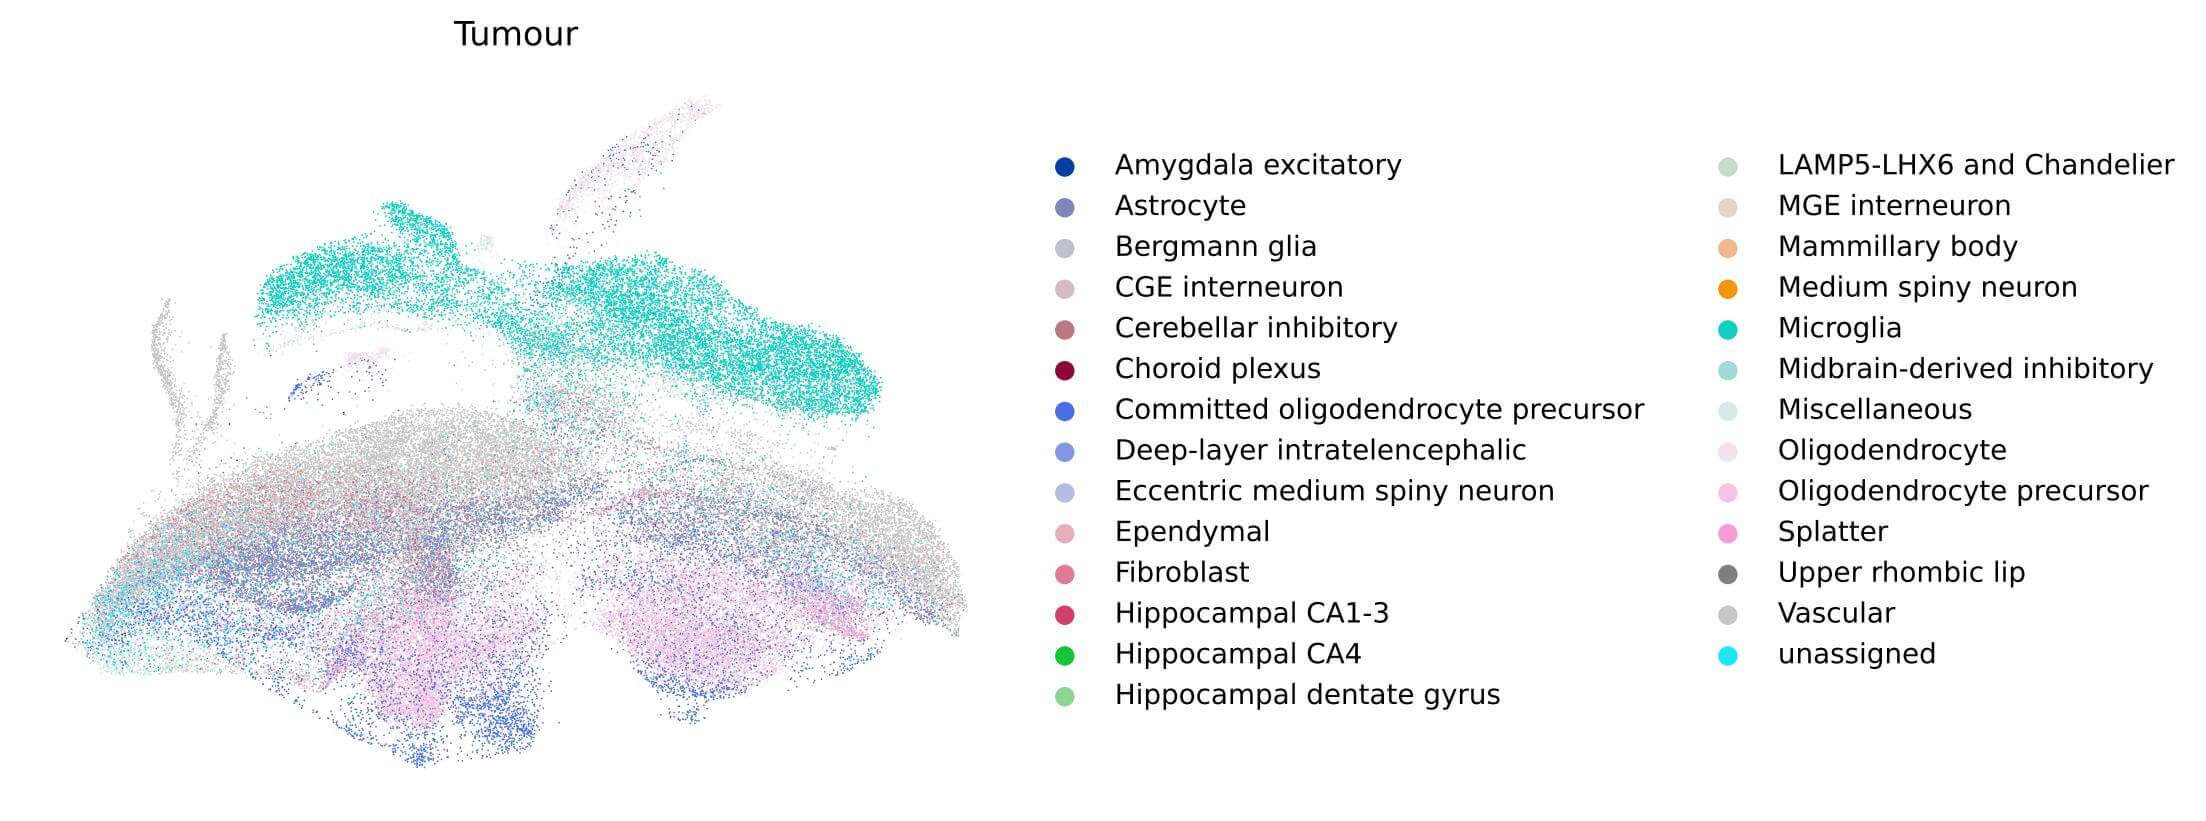 Tumour
Amygdala excitatory
Astrocyte
Bergmann glia
CGE interneuron
Cerebellar inhibitory
Choroid plexus
Committed oligodendrocyte precursor
Deep-layer intratelencephalic
Eccentric medium spiny neuron
Ependymal
Fibroblast
Hippocampal CA1-3
Hippocampal CA4
Hippocampal dentate gyrus
LAMP5-LHX6 and Chandelier
MGE interneuron
Mammillary body
Medium spiny neuron
Microglia
Midbrain-derived inhibitory
Miscellaneous
Oligodendrocyte
Oligodendrocyte precursor
Splatter
Upper rhombic lip
Vascular
unassigned